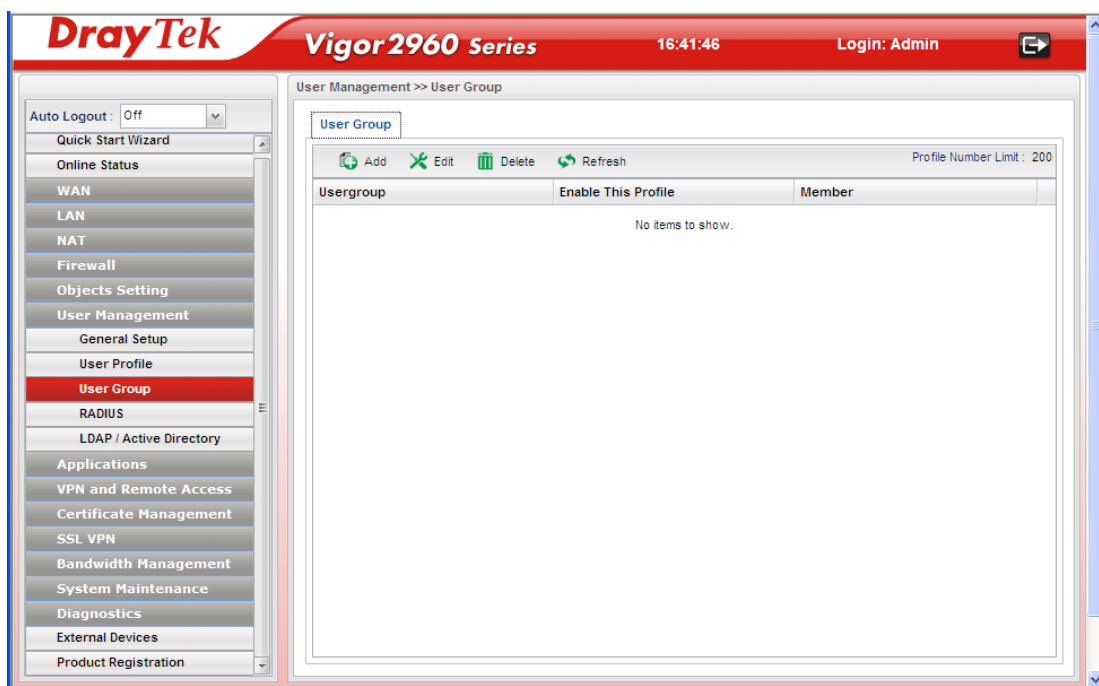 DrayTek
Vigor2960 Series
16:41:46
Login: Admin
Auto Logout : Off
Quick Start Wizard
Online Status
WAN
LAN
NAT
Firewall
Objects Setting
User Management
General Setup
User Profile
User Group
RADIUS
LDAP / Active Directory
Applications
VPN and Remote Access
Certificate Management
SSL VPN
Bandwidth Management
System Maintenance
Diagnostics
External Devices
Product Registration
User Management >> User Group
User Group
Add Edit Delete Refresh Profile Number Limit : 200
Usergroup Enable This Profile Member
No items to show.